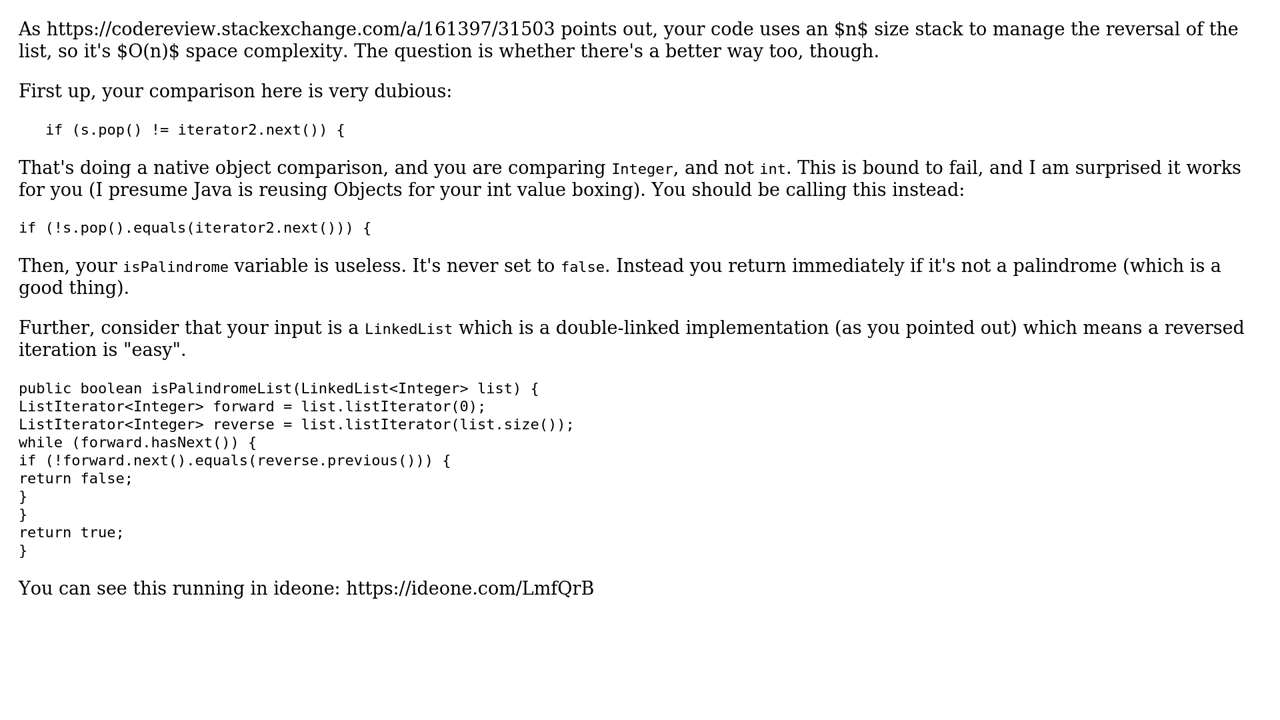 As https://codereview.stackexchange.com/a/161397/31503 points out, your code uses an $n$ size stack to manage the reversal of the
list, so it's $O(n)$ space complexity. The question is whether there's a better way too, though.
First up, your comparison here is very dubious:
if (s.pop() != iterator2.next()) {
That's doing a native object comparison, and you are comparing Integer, and not int. This is bound to fail, and I am surprised it works
for you (I presume Java is reusing Objects for your int value boxing). You should be calling this instead:
if (!s.pop().equals(iterator2.next())) {
Then, your isPalindrome variable is useless. It's never set to false. Instead you return immediately if it's not a palindrome (which is a
good thing).
Further, consider that your input is a LinkedList which is a double-linked implementation (as you pointed out) which means a reversed
iteration is "easy".
public boolean isPalindromeList(LinkedList<Integer> list) {
ListIterator<Integer> forward = list.listIterator(0);
ListIterator<Integer> reverse = list.listIterator(list.size());
while (forward.hasNext()) {
if (!forward.next().equals(reverse.previous())) {
return false;
}
}
return true;
}
You can see this running in ideone: https://ideone.com/LmfQrB